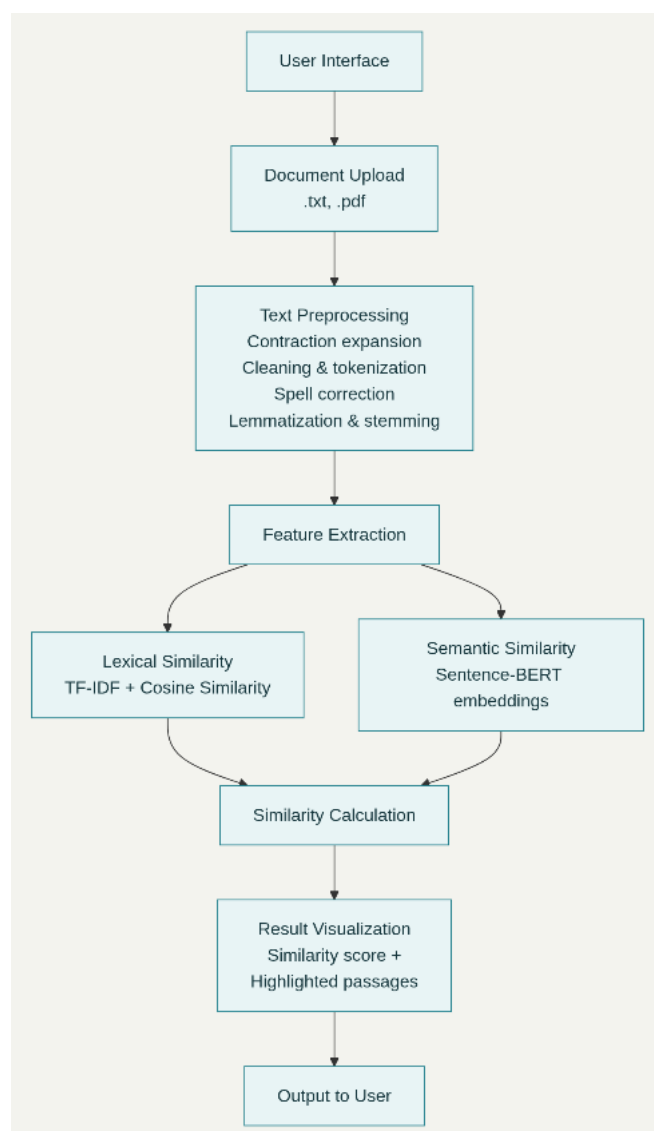 User Interface
Document Upload
.txt, .pdf
Text Preprocessing
Contraction expansion
Cleaning & tokenization
Spell correction
Lemmatization & stemming
Feature Extraction
Lexical Similarity
TF-IDF + Cosine Similarity
Semantic Similarity
Sentence-BERT
embeddings
Similarity Calculation
Result Visualization
Similarity score +
Highlighted passages
Output to User